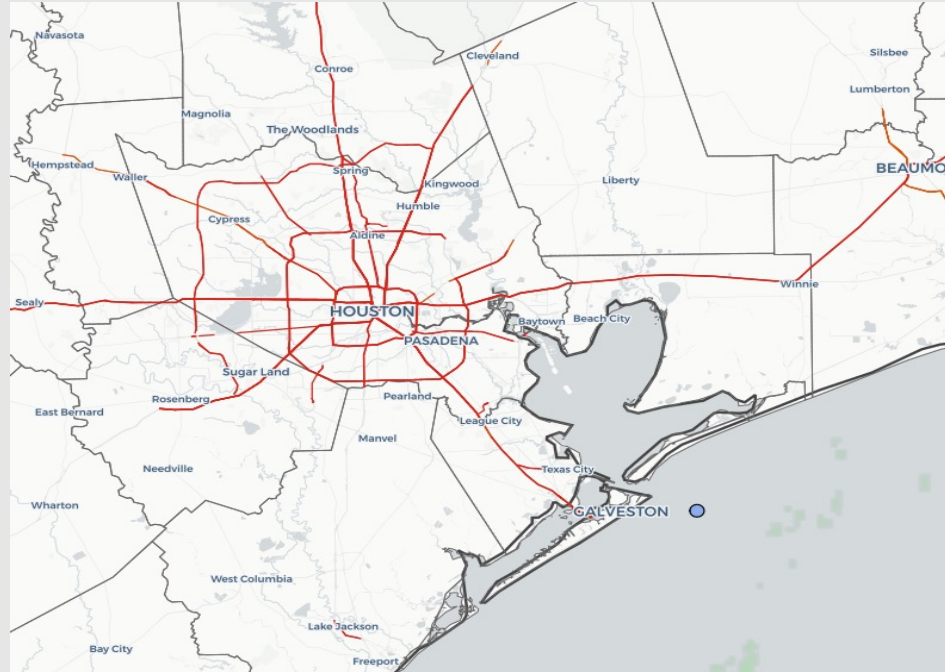 Navasota
Silsbee
Cleveland
Conroe
Lumberton
Magnolia
The Woodlands
Hempstead
Waller
Spring
BEAUMO
Kingwood
Liberty
Humble
Cypress
Aldine
Winnie
Sealy
HOUSTON
Baytown
Beach City
PASADENA
Sugar Land
Rosenberg
Pearland
East Bernard
League City
Manvel
Needville
Texas City
Wharton
GALVESTON
West Columbia
Lake Jackson
Bay City
Freeport